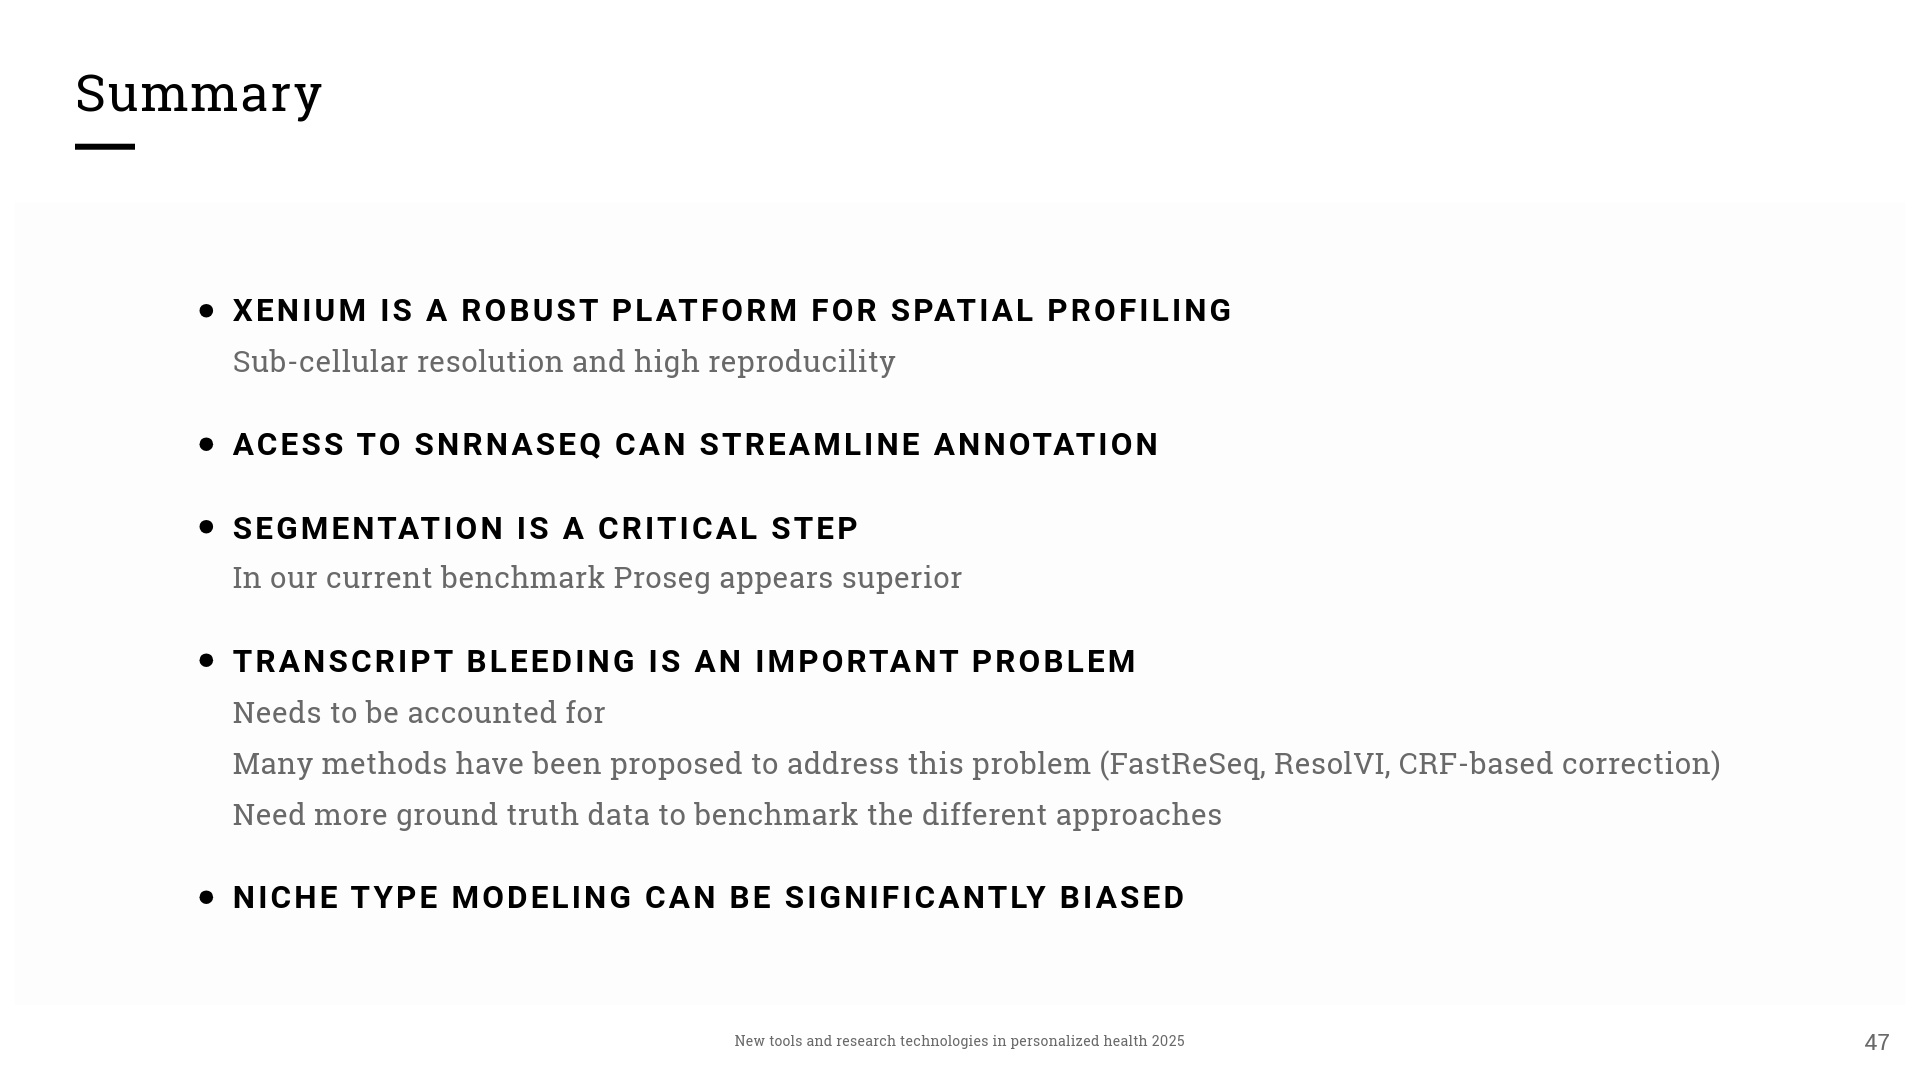 Summary
XENIUM IS A ROBUST PLATFORM FOR SPATIAL PROFILING
Sub-cellular resolution and high reproducility
ACESS TO SNRNASEQ CAN STREAMLINE ANNOTATION
SEGMENTATION IS A CRITICAL STEP
In our current benchmark Proseg appears superior
TRANSCRIPT BLEEDING IS AN IMPORTANT PROBLEM
Needs to be accounted for
Many methods have been proposed to address this problem (FastReSeq, ResolVI, CRF-based correction)
Need more ground truth data to benchmark the different approaches
NICHE TYPE MODELING CAN BE SIGNIFICANTLY BIASED
New tools and research technologies in personalized health 2025
47